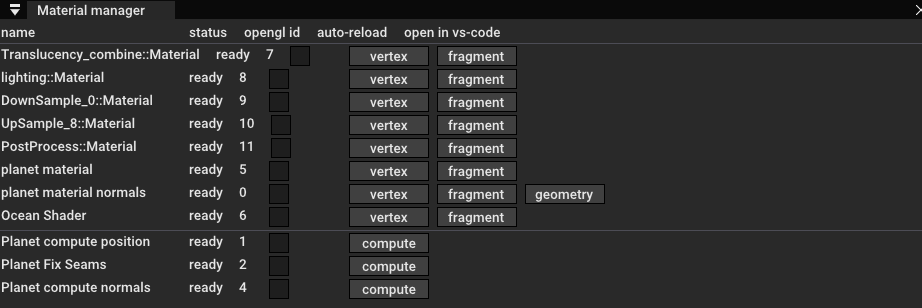 Material manager
name status opengl id auto-reload open in vs-code
Translucency_combine::Material ready 7 vertex fragment
lighting::Material ready 8 vertex fragment
DownSample_0::Material ready 9 vertex fragment
UpSample_8::Material ready 10 vertex fragment
PostProcess::Material ready 11 vertex fragment
planet material ready 5 vertex fragment
planet material normals ready 0 vertex fragment geometry
Ocean Shader ready 6 vertex fragment
Planet compute position ready 1 compute
Planet Fix Seams ready 2 compute
Planet compute normals ready 4 compute